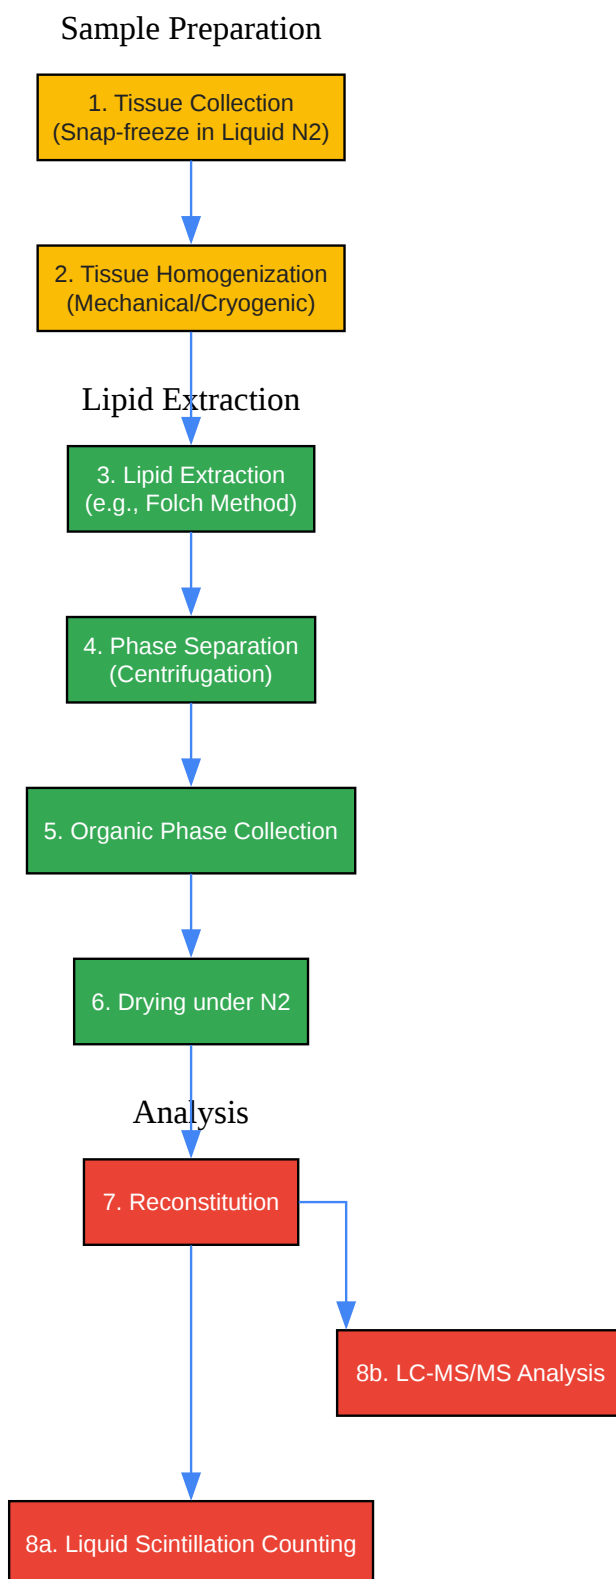 Sample Preparation
1. Tissue Collection
(Snap-freeze in Liquid N2)
2. Tissue Homogenization
(Mechanical/Cryogenic)
Lipid Extraction
3. Lipid Extraction
(e.g., Folch Method)
4. Phase Separation
(Centrifugation)
5. Organic Phase Collection
6. Drying under N2
Analysis
7. Reconstitution
8b. LC-MS/MS Analysis
8a. Liquid Scintillation Counting